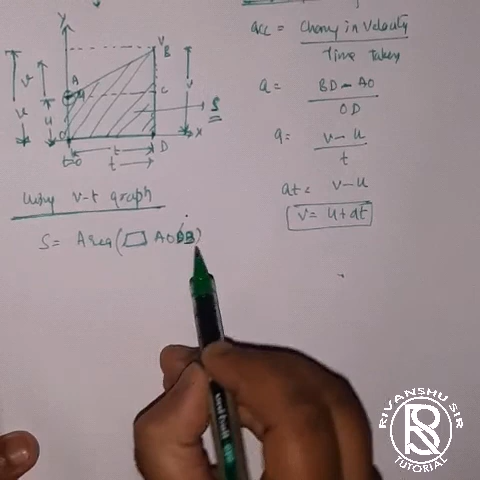 acc = Change in Velocity
Time taken
a = BD - AO
OD
a = v - u
t
at = v - u
v = u + at
Y
V
B
A
C
S
v
u
v
O
X
t=0
t
D
t
Using v-t graph
S = Area ( AODB)
RIVANSHU SIR
RS
TUTORIAL